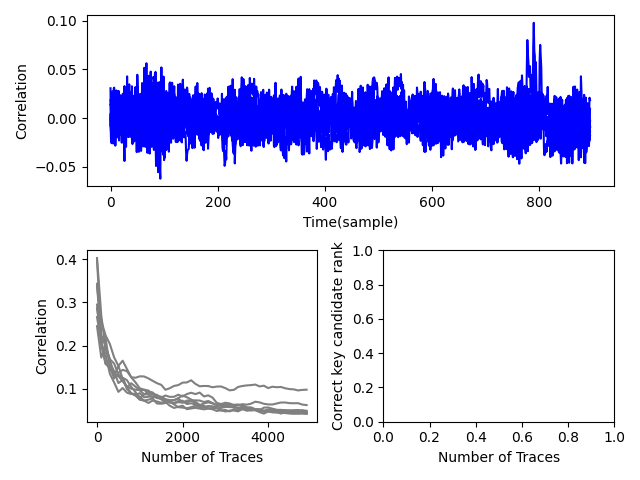 0.10
0.05
0.00
−0.05
Correlation
0 200 400 600 800
Time(sample)
0.4
0.3
0.2
0.1
Correlation
0 2000 4000
Number of Traces
1.0
0.8
0.6
0.4
0.2
0.0
Correct key candidate rank
0.0 0.2 0.4 0.6 0.8 1.0
Number of Traces